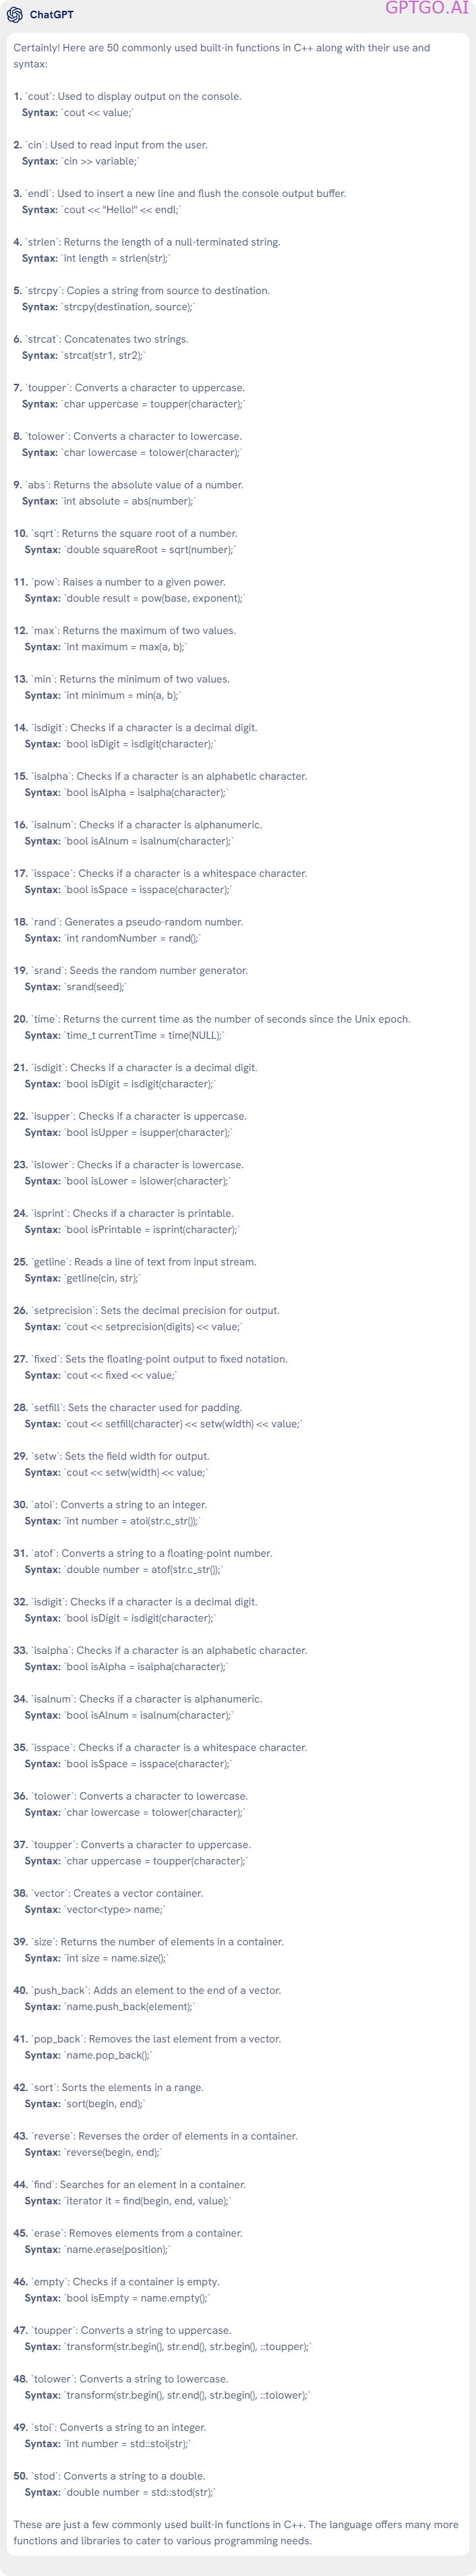 ChatGPT
GPTGO.AI
Certainly! Here are 50 commonly used built-in functions in C++ along with their use and
syntax:
1. `cout`: Used to display output on the console.
Syntax: `cout << value;`
2. `cin`: Used to read input from the user.
Syntax: `cin >> variable;`
3. `endl`: Used to insert a new line and flush the console output buffer.
Syntax: `cout << "Hello!" << endl;`
4. `strlen`: Returns the length of a null-terminated string.
Syntax: `int length = strlen(str);`
5. `strcpy`: Copies a string from source to destination.
Syntax: `strcpy(destination, source);`
6. `strcat`: Concatenates two strings.
Syntax: `strcat(str1, str2);`
7. `toupper`: Converts a character to uppercase.
Syntax: `char uppercase = toupper(character);`
8. `tolower`: Converts a character to lowercase.
Syntax: `char lowercase = tolower(character);`
9. `abs`: Returns the absolute value of a number.
Syntax: `int absolute = abs(number);`
10. `sqrt`: Returns the square root of a number.
Syntax: `double squareRoot = sqrt(number);`
11. `pow`: Raises a number to a given power.
Syntax: `double result = pow(base, exponent);`
12. `max`: Returns the maximum of two values.
Syntax: `int maximum = max(a, b);`
13. `min`: Returns the minimum of two values.
Syntax: `int minimum = min(a, b);`
14. `isdigit`: Checks if a character is a decimal digit.
Syntax: `bool isDigit = isdigit(character);`
15. `isalpha`: Checks if a character is an alphabetic character.
Syntax: `bool isAlpha = isalpha(character);`
16. `isalnum`: Checks if a character is alphanumeric.
Syntax: `bool isAlnum = isalnum(character);`
17. `isspace`: Checks if a character is a whitespace character.
Syntax: `bool isSpace = isspace(character);`
18. `rand`: Generates a pseudo-random number.
Syntax: `int randomNumber = rand();`
19. `srand`: Seeds the random number generator.
Syntax: `srand(seed);`
20. `time`: Returns the current time as the number of seconds since the Unix epoch.
Syntax: `time_t currentTime = time(NULL);`
21. `isdigit`: Checks if a character is a decimal digit.
Syntax: `bool isDigit = isdigit(character);`
22. `isupper`: Checks if a character is uppercase.
Syntax: `bool isUpper = isupper(character);`
23. `islower`: Checks if a character is lowercase.
Syntax: `bool isLower = islower(character);`
24. `isprint`: Checks if a character is printable.
Syntax: `bool isPrintable = isprint(character);`
25. `getline`: Reads a line of text from input stream.
Syntax: `getline(cin, str);`
26. `setprecision`: Sets the decimal precision for output.
Syntax: `cout << setprecision(digits) << value;`
27. `fixed`: Sets the floating-point output to fixed notation.
Syntax: `cout << fixed << value;`
28. `setfill`: Sets the character used for padding.
Syntax: `cout << setfill(character) << setw(width) << value;`
29. `setw`: Sets the field width for output.
Syntax: `cout << setw(width) << value;`
30. `atoi`: Converts a string to an integer.
Syntax: `int number = atoi(str.c_str());`
31. `atof`: Converts a string to a floating-point number.
Syntax: `double number = atof(str.c_str());`
32. `isdigit`: Checks if a character is a decimal digit.
Syntax: `bool isDigit = isdigit(character);`
33. `isalpha`: Checks if a character is an alphabetic character.
Syntax: `bool isAlpha = isalpha(character);`
34. `isalnum`: Checks if a character is alphanumeric.
Syntax: `bool isAlnum = isalnum(character);`
35. `isspace`: Checks if a character is a whitespace character.
Syntax: `bool isSpace = isspace(character);`
36. `tolower`: Converts a character to lowercase.
Syntax: `char lowercase = tolower(character);`
37. `toupper`: Converts a character to uppercase.
Syntax: `char uppercase = toupper(character);`
38. `vector`: Creates a vector container.
Syntax: `vector<type> name;`
39. `size`: Returns the number of elements in a container.
Syntax: `int size = name.size();`
40. `push_back`: Adds an element to the end of a vector.
Syntax: `name.push_back(element);`
41. `pop_back`: Removes the last element from a vector.
Syntax: `name.pop_back();`
42. `sort`: Sorts the elements in a range.
Syntax: `sort(begin, end);`
43. `reverse`: Reverses the order of elements in a container.
Syntax: `reverse(begin, end);`
44. `find`: Searches for an element in a container.
Syntax: `iterator it = find(begin, end, value);`
45. `erase`: Removes elements from a container.
Syntax: `name.erase(position);`
46. `empty`: Checks if a container is empty.
Syntax: `bool isEmpty = name.empty();`
47. `toupper`: Converts a string to uppercase.
Syntax: `transform(str.begin(), str.end(), str.begin(), ::toupper);`
48. `tolower`: Converts a string to lowercase.
Syntax: `transform(str.begin(), str.end(), str.begin(), ::tolower);`
49. `stoi`: Converts a string to an integer.
Syntax: `int number = std::stoi(str);`
50. `stod`: Converts a string to a double.
Syntax: `double number = std::stod(str);`
These are just a few commonly used built-in functions in C++. The language offers many more
functions and libraries to cater to various programming needs.